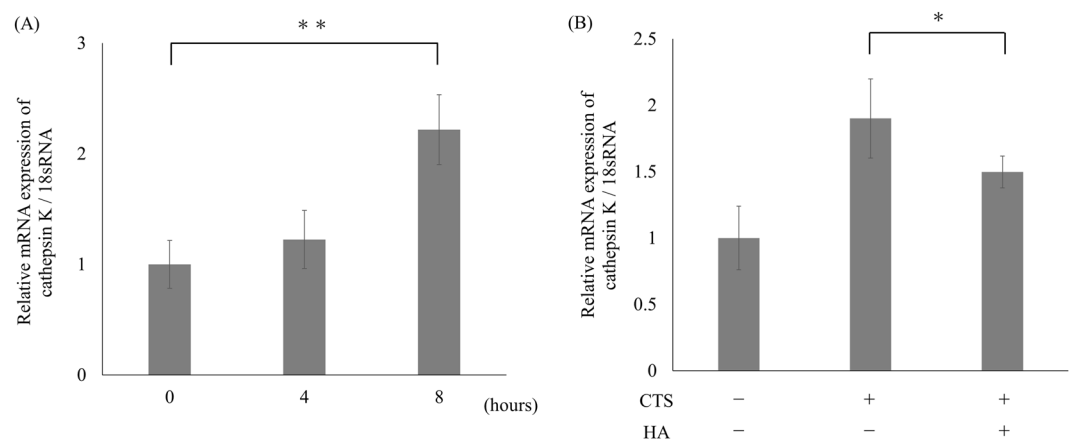 (A)
＊＊
Relative mRNA expression of
cathepsin K / 18sRNA
3
2
1
0
0 4 8 (hours)
(B)
＊
Relative mRNA expression of
cathepsin K / 18sRNA
2.5
2
1.5
1
0.5
0
CTS − + +
HA − − +